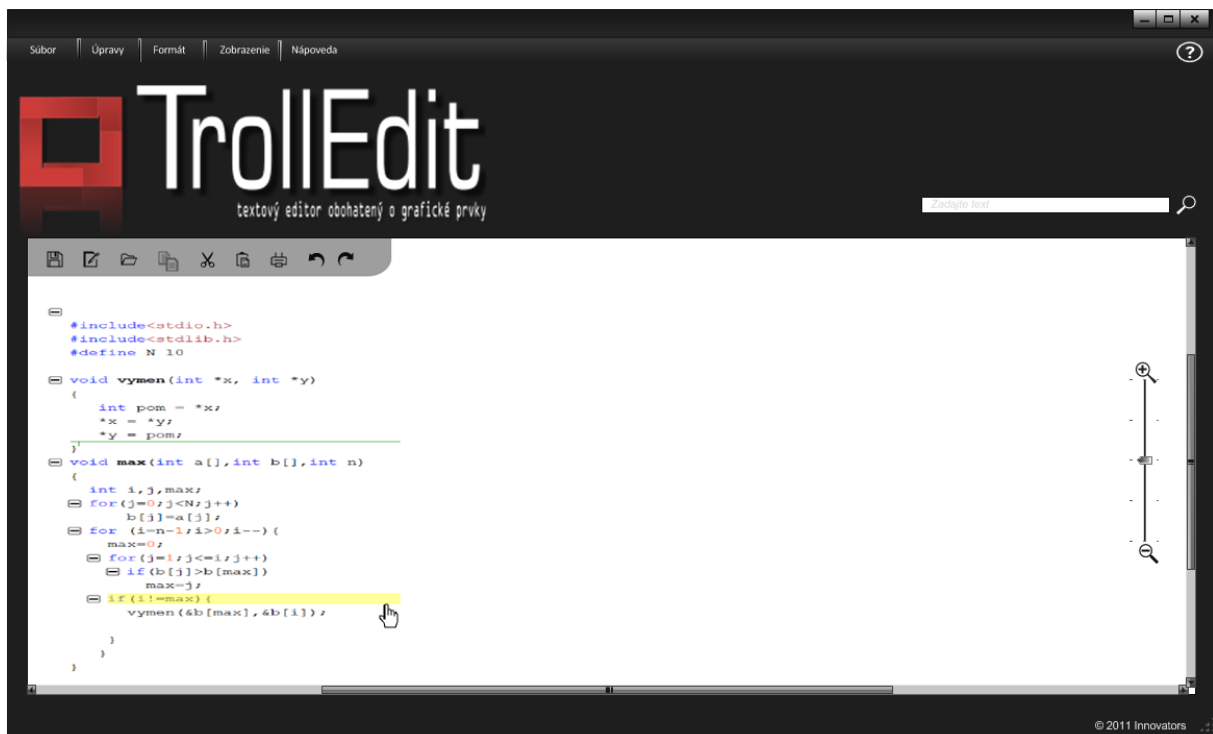 Súbor Úpravy Formát Zobrazenie Nápoveda
?
TrollEdit
textový editor obohatený o grafické prvky
Zadajte text
#include<stdio.h>
#include<stdlib.h>
#define N 10
void vymen(int *x, int *y)
{
int pom = *x;
*x = *y;
*y = pom;
}
void max(int a[],int b[],int n)
{
int i,j,max;
for(j=0;j<N;j++)
b[j]=a[j];
for (i=n-1;i>0;i--){
max=0;
for(j=1;j<=i;j++)
if(b[j]>b[max])
max=j;
if(i!=max){
vymen(&b[max],&b[i]);
}
}
}
© 2011 Innovators